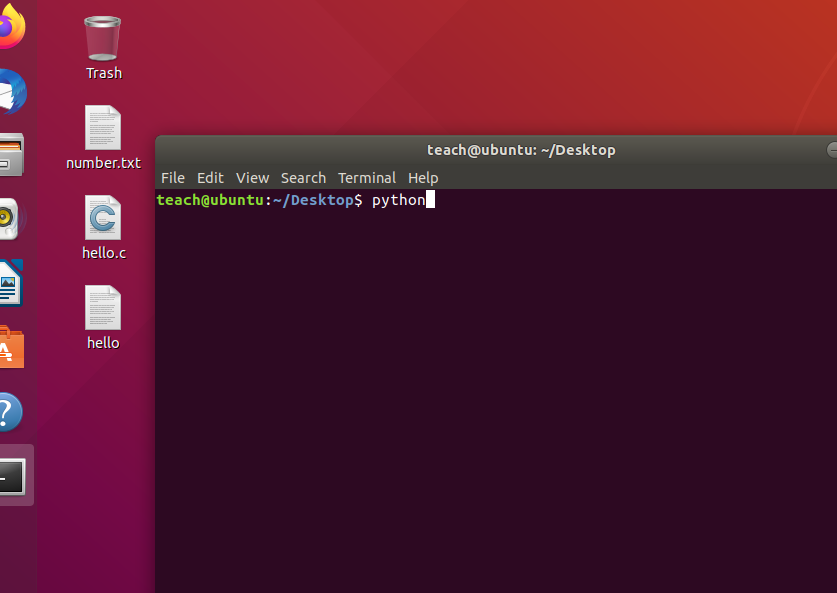 Trash
number.txt
hello.c
hello
teach@ubuntu: ~/Desktop
File Edit View Search Terminal Help
teach@ubuntu:~/Desktop$ python